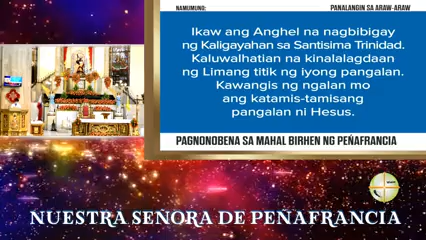 NAMUMUNO:
PANALANGIN SA ARAW-ARAW
Ikaw ang Anghel na nagbibigay
ng Kaligayahan sa Santisima Trinidad.
Kaluwalhatian na kinalalagdaan
ng Limang titik ng iyong pangalan.
Kawangis ng ngalan mo
ang katamis-tamisang
pangalan ni Hesus.
PAGNONOBENA SA MAHAL BIRHEN NG PEÑAFRANCIA
NUESTRA SEÑORA DE PEÑAFRANCIA